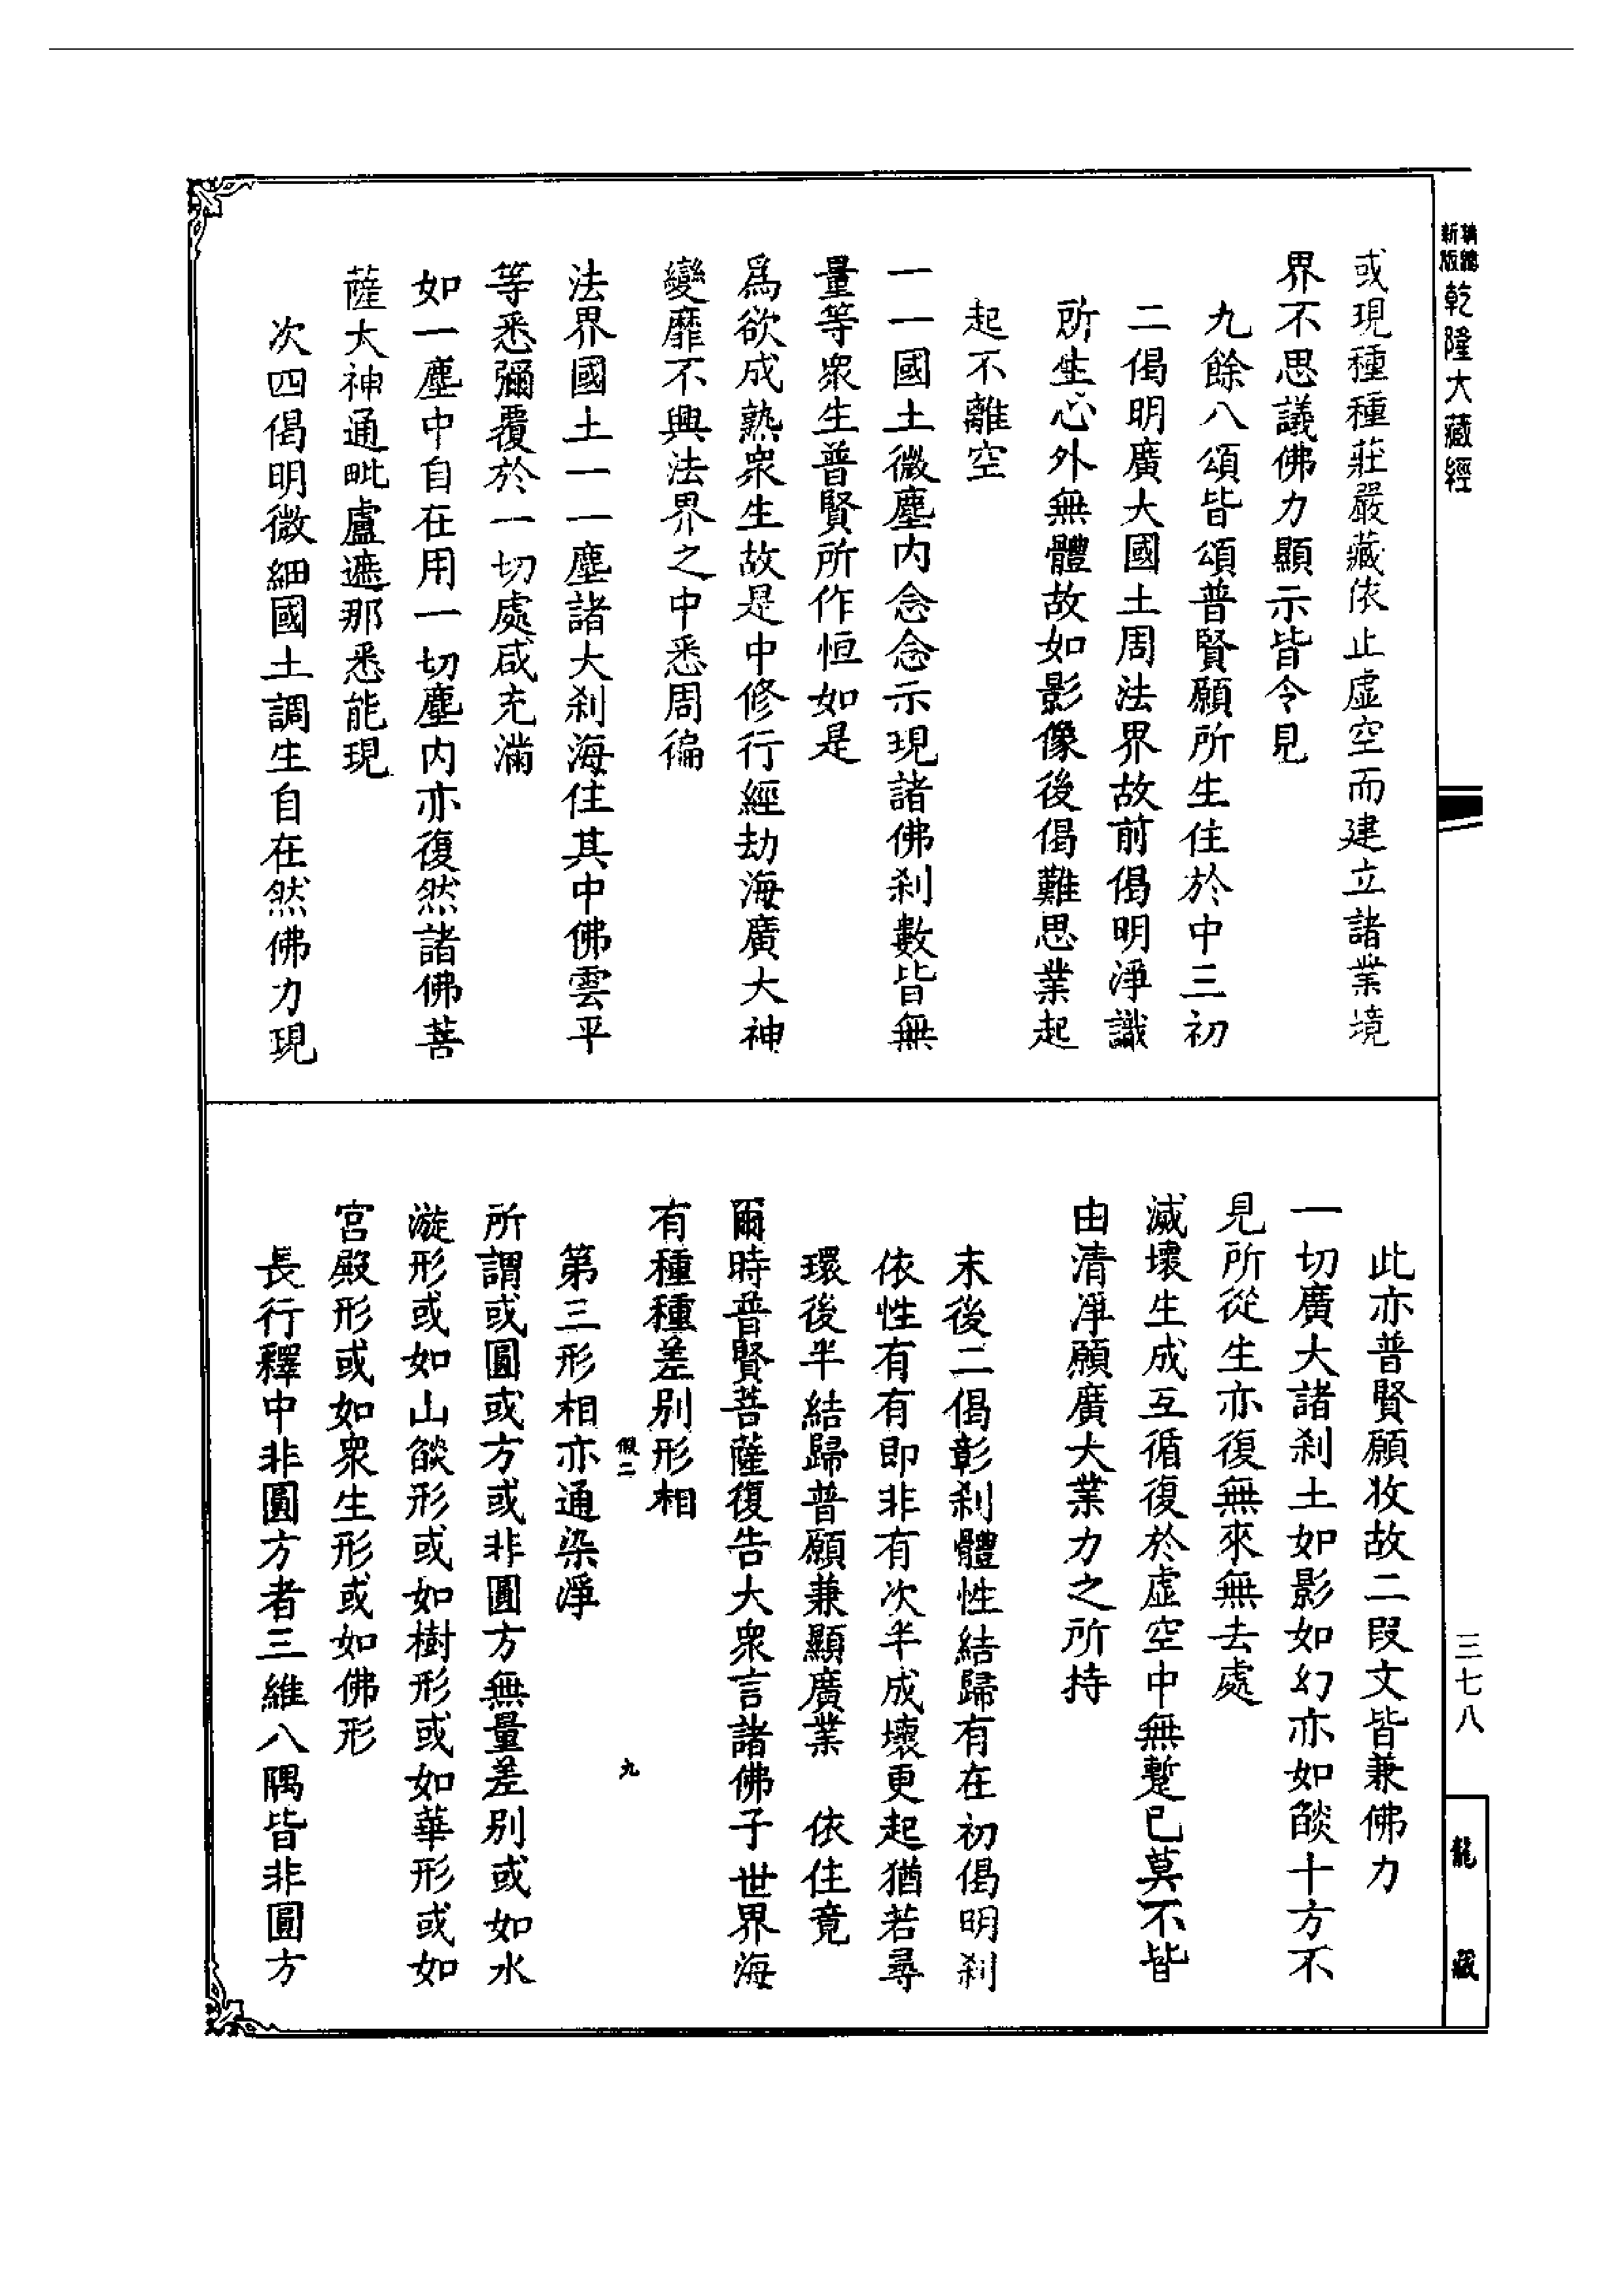 新版精縮乾隆大藏經
或現種種莊嚴藏依止虛空而建立諸業境
界不思議佛力顯示皆令見
九餘八頌皆頌普賢願所生住於中三初
二偈明廣大國土周法界故前偈明淨識
所生心外無體故如影像後偈難思業起
起不離空
一一國土微塵內念念示現諸佛剎數皆無
量等衆生普賢所作恒如是
爲欲成熟衆生故是中修行經劫海廣大神
變靡不興法界之中悉周徧
法界國土一一塵諸大剎海住其中佛雲平
等悉彌覆於一切處咸充滿
如一塵中自在用一切塵內亦復然諸佛菩
薩大神通毗盧遮那悉能現
次四偈明微細國土調生自在然佛力現
此亦普賢願收故二段文皆兼佛力
一切廣大諸剎土如影如幻亦如燄十方不
見所從生亦復無來無去處
滅壞生成互循復於虛空中無蹔已莫不皆
由清淨願廣大業力之所持
末後二偈彰剎體性結歸有在初偈明剎
依性有有即非有次半成壞更起猶若尋
環後半結歸普願兼顯廣業　依住竟
爾時普賢菩薩復告大衆言諸佛子世界海
有種種差別形相
假二　九
第三形相亦通染淨
所謂或圓或方或非圓方無量差別或如水
漩形或如山燄形或如樹形或如華形或如
宮殿形或如衆生形或如佛形
長行釋中非圓方者三維八隅皆非圓方
三七八
龍藏